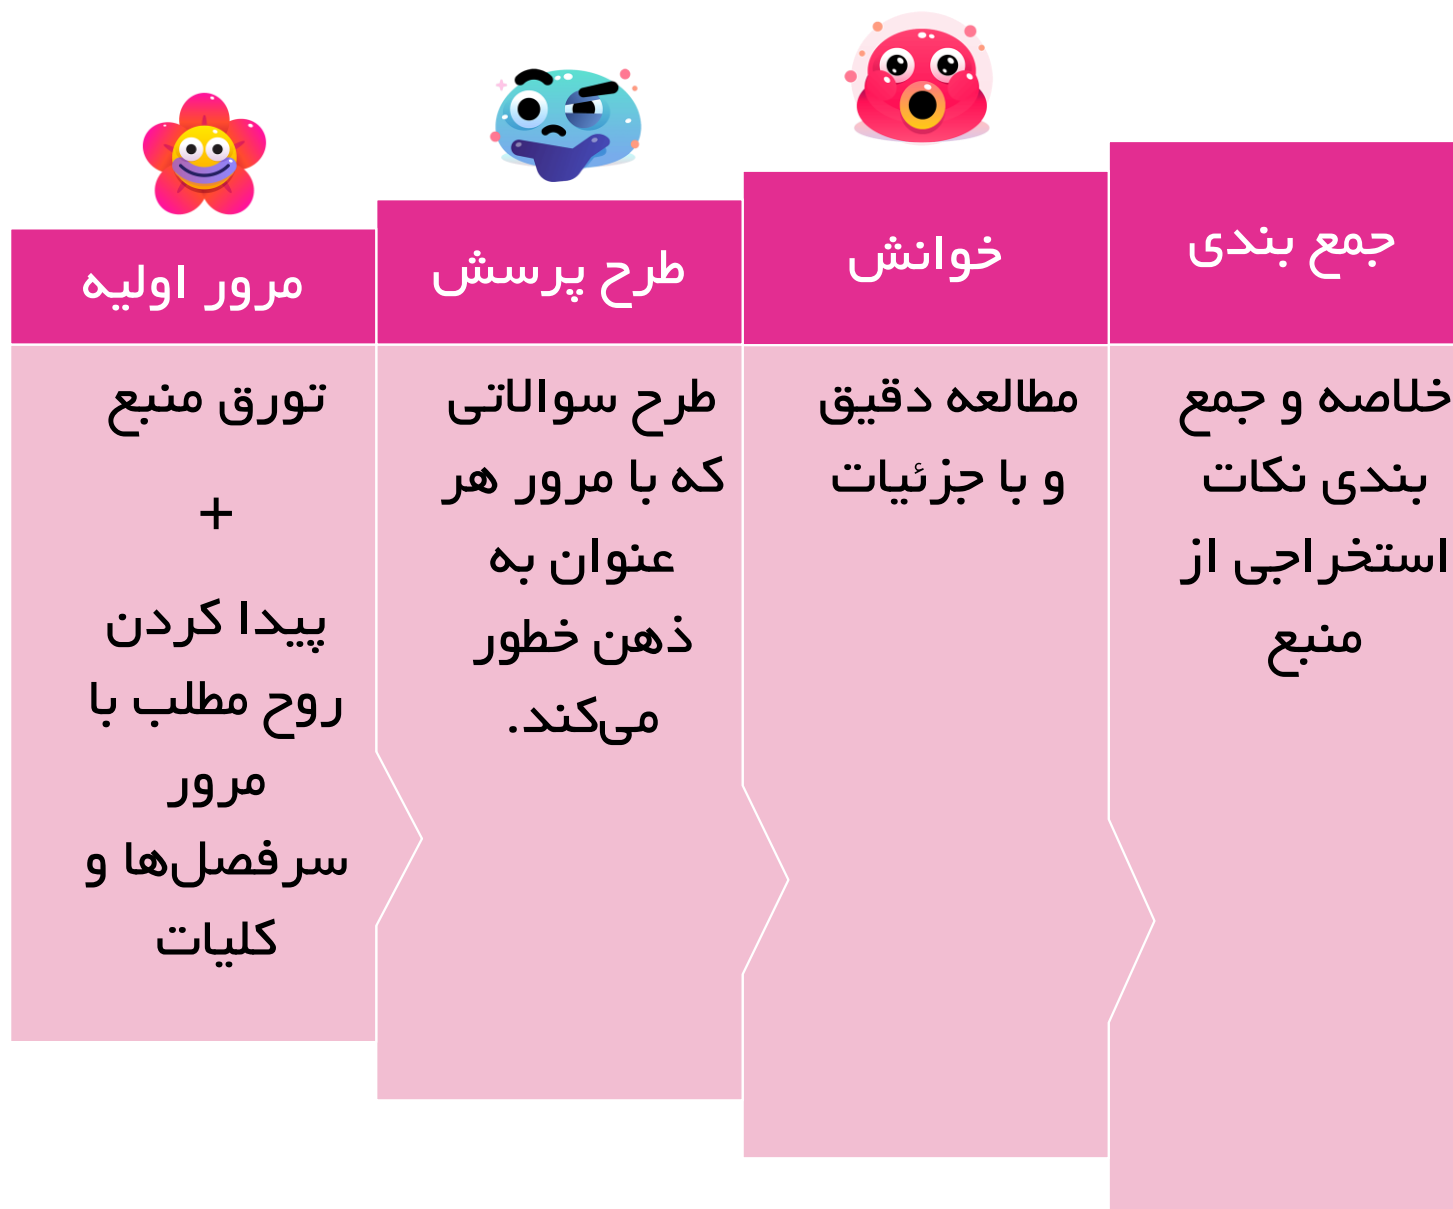 مرور اولیه
تورق منبع
+
پیدا کردن
روح مطلب با
مرور
سرفصل‌ها و
کلیات
طرح پرسش
طرح سوالاتی
که با مرور هر
عنوان به
ذهن خطور
می‌کند.
خوانش
مطالعه دقیق
و با جزئیات
جمع بندی
خلاصه و جمع
بندی نکات
استخراجی از
منبع